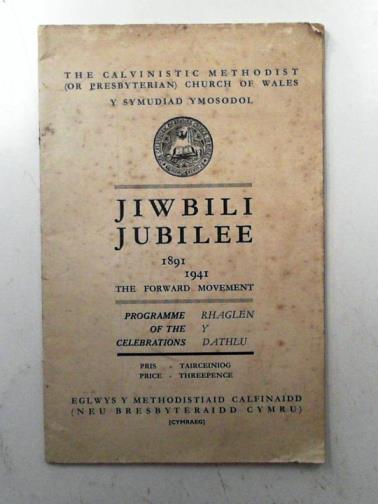 THE CALVINISTIC METHODIST
(OR PRESBYTERIAN) CHURCH OF WALES
Y SYMUDIAD YMOSODOL
JIWBILI
JUBILEE
1891
1941
THE FORWARD MOVEMENT
PROGRAMME RHAGLEN
OF THE Y
CELEBRATIONS DATHLU
PRIS - TAIRCEINIOG
PRICE - THREEPENCE
EGLWYS Y METHODISTIAID CALFINAIDD
(NEU BRESBYTERAIDD CYMRU)
[CYMRAEG]